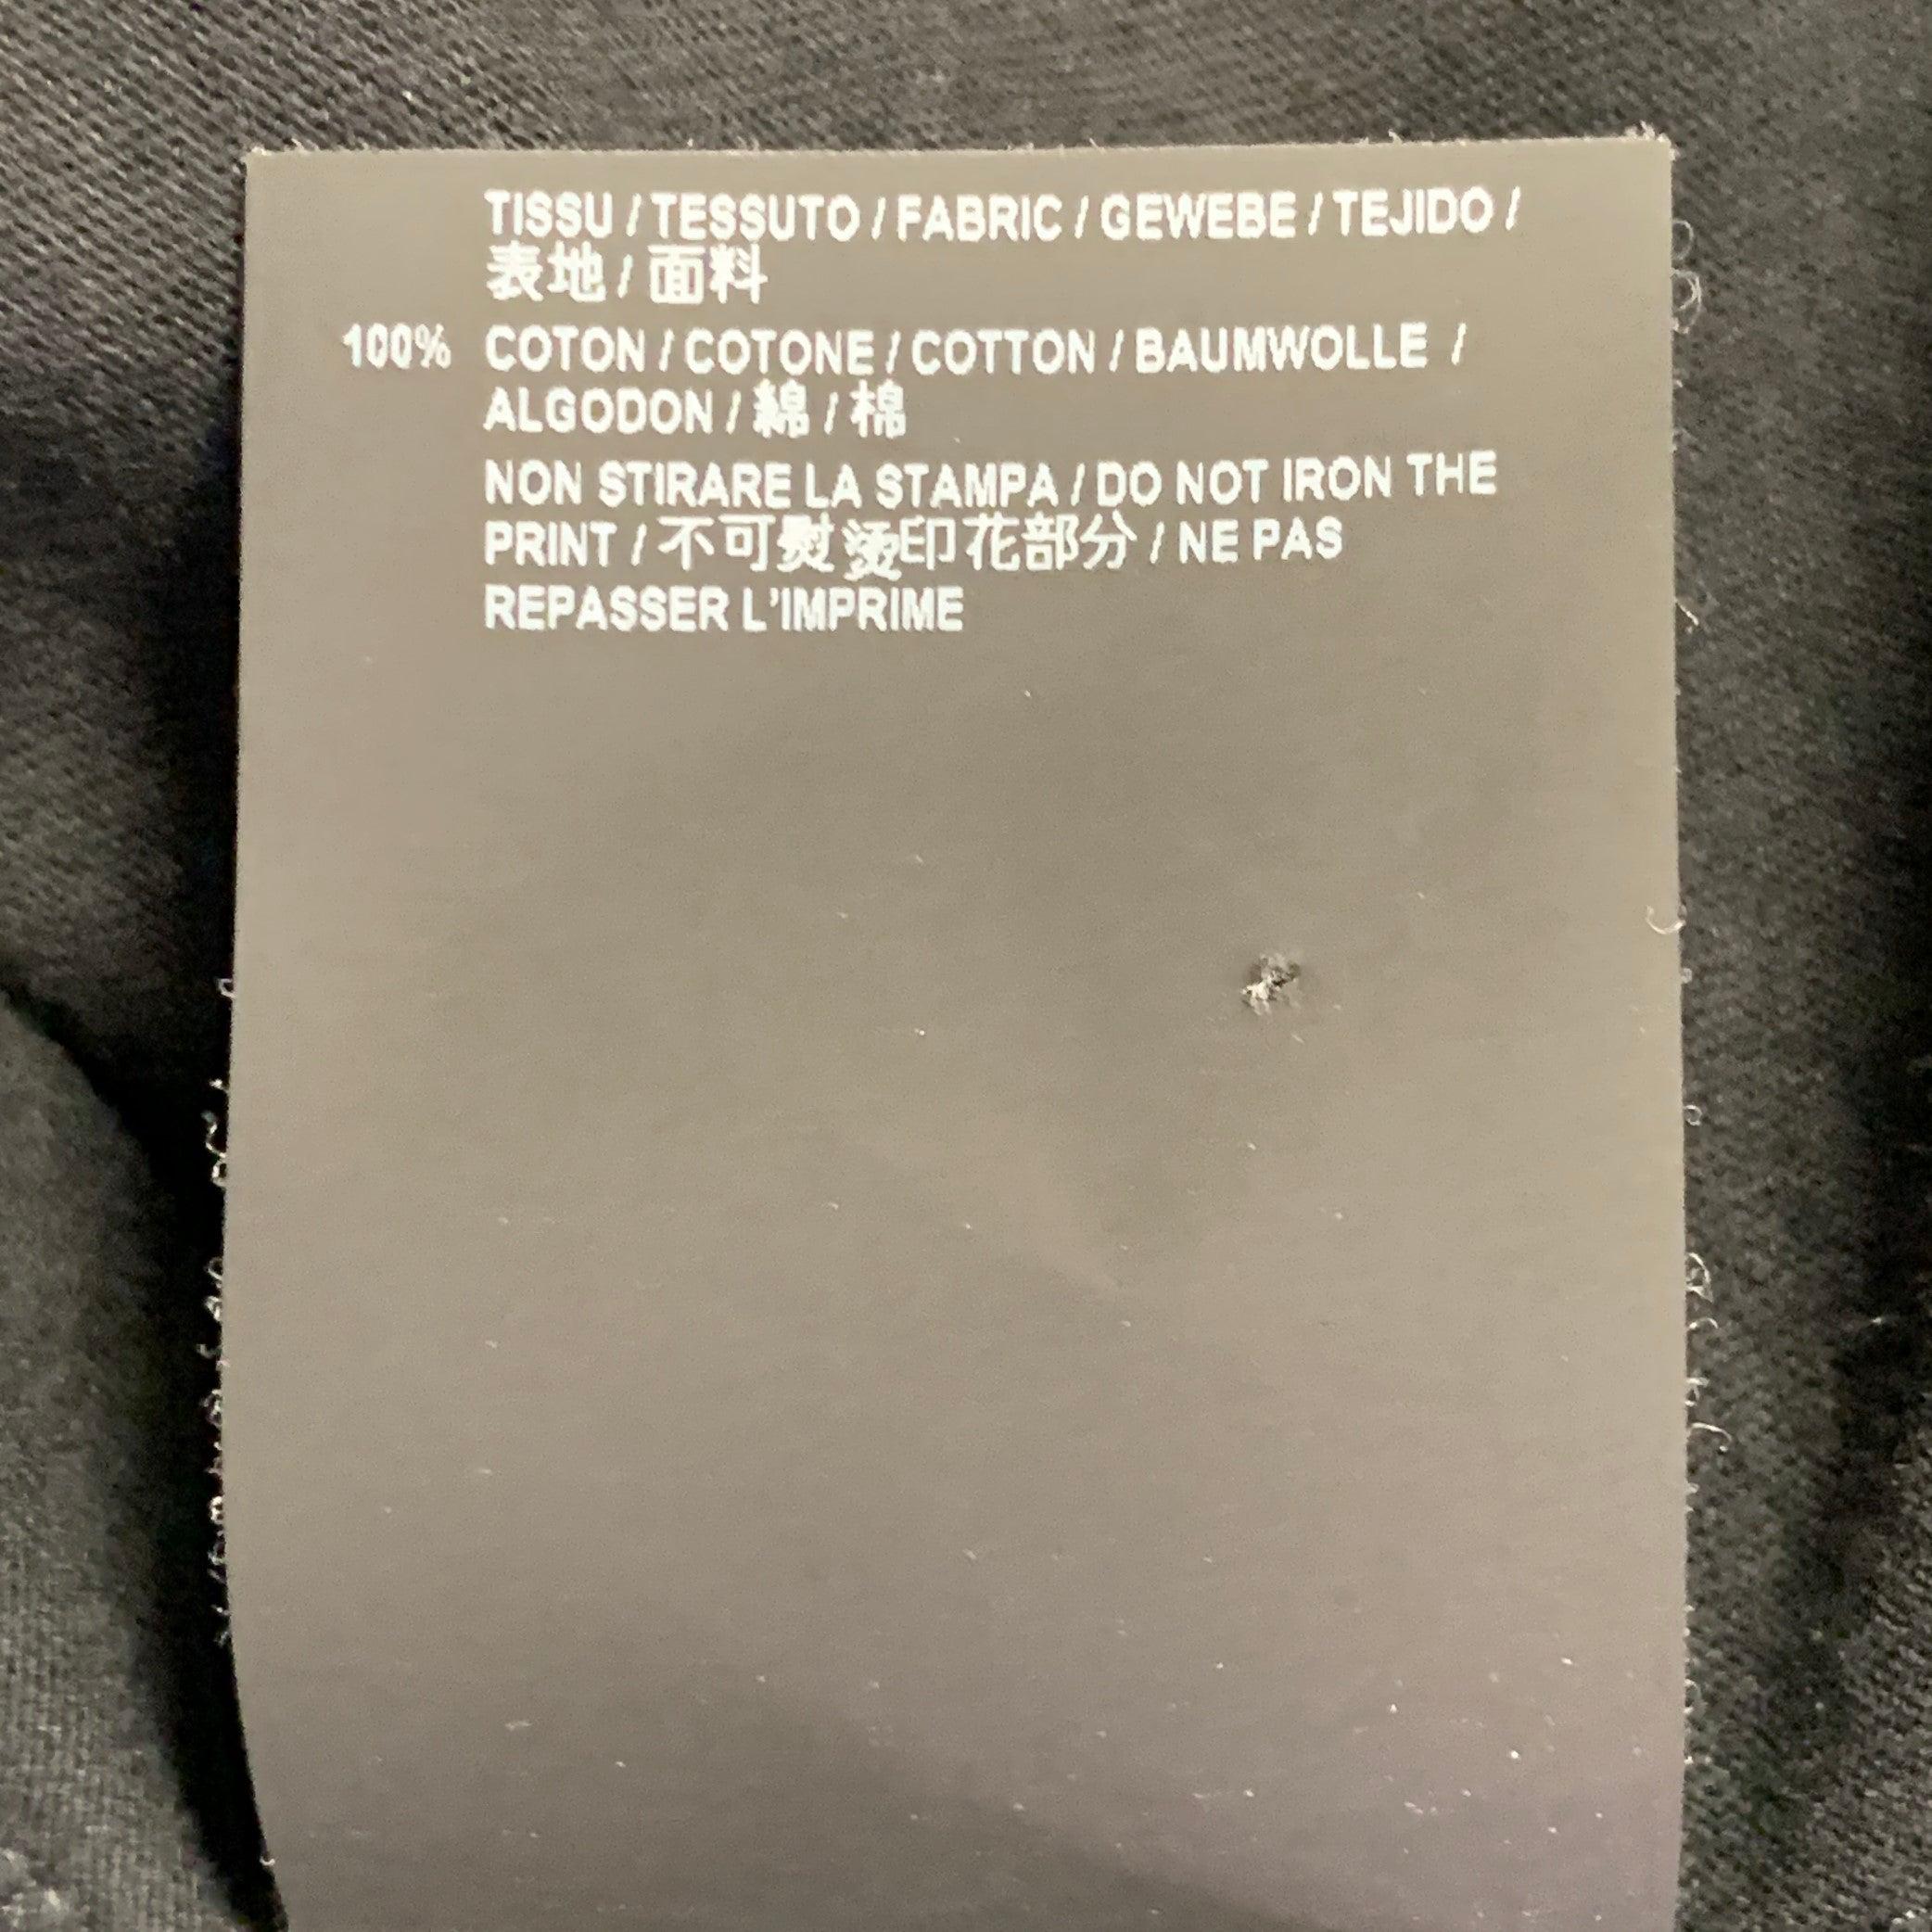 TISSU / TESSUTO / FABRIC / GEWEBE / TEJIDO /
表地 / 面料
100% COTON / COTONE / COTTON / BAUMWOLLE /
ALGODON / 綿 / 棉
NON STIRARE LA STAMPA / DO NOT IRON THE
PRINT / 不可熨烫印花部分 / NE PAS
REPASSER L'IMPRIME